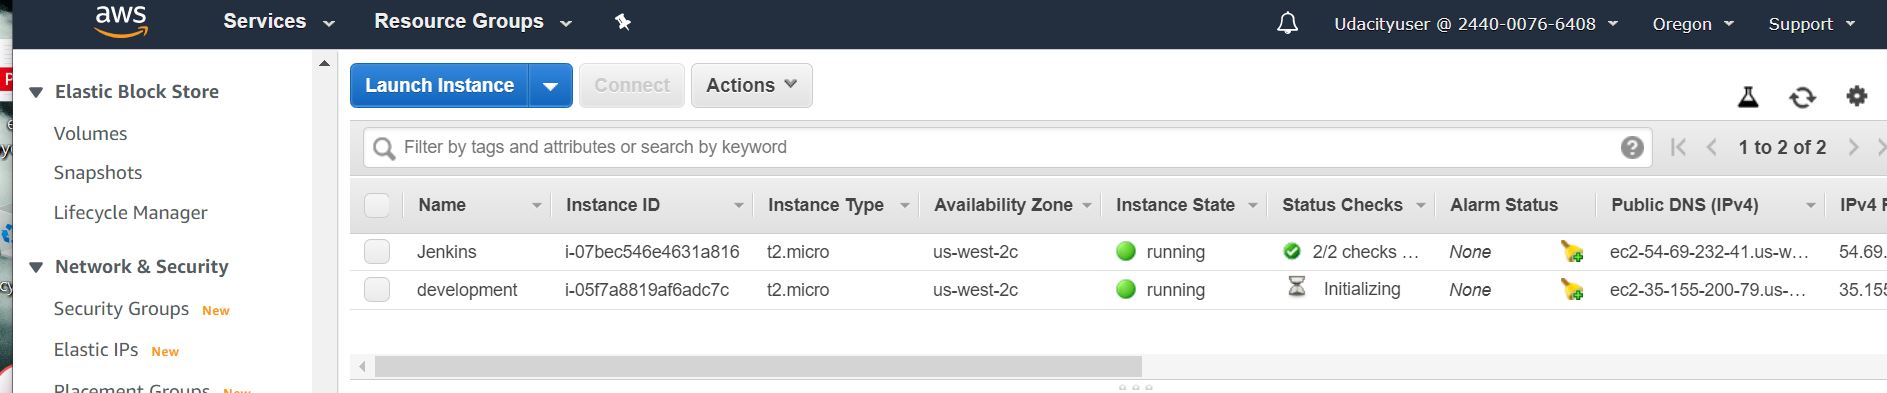 aws Services Resource Groups Udacityuser @ 2440-0076-6408 Oregon Support
Elastic Block Store
Volumes
Snapshots
Lifecycle Manager
Network & Security
Security Groups New
Elastic IPs New
Placement Groups New
Launch Instance Connect Actions
Filter by tags and attributes or search by keyword 1 to 2 of 2
Name Instance ID Instance Type Availability Zone Instance State Status Checks Alarm Status Public DNS (IPv4) IPv4 P
Jenkins i-07bec546e4631a816 t2.micro us-west-2c running 2/2 checks ... None ec2-54-69-232-41.us-w... 54.69.
development i-05f7a8819af6adc7c t2.micro us-west-2c running Initializing None ec2-35-155-200-79.us-... 35.155